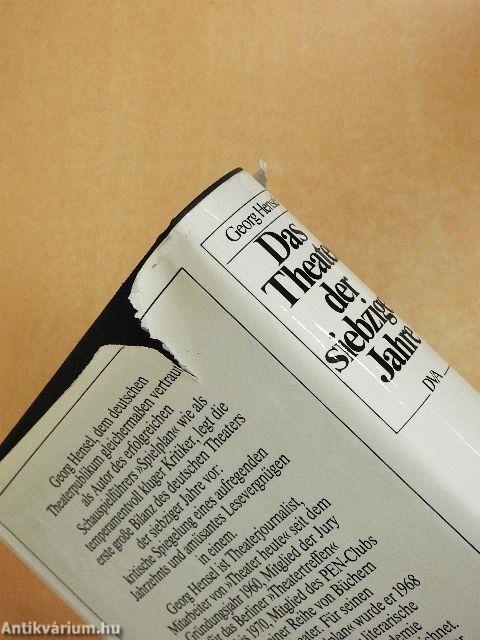 Georg Hensel
Das
Theater
der
siebziger
Jahre
DVA
Georg Hensel, dem deutschen
Theaterpublikum gleichermaßen vertraut
als Autor des erfolgreichen
Schauspielführers »Spielplan« wie als
temperamentvoll kluger Kritiker, legt die
erste große Bilanz des deutschen Theaters
der siebziger Jahre vor:
kritische Spiegelung eines aufregenden
Jahrzehnts und amüsantes Lesevergnügen
in einem.
Georg Hensel ist Theaterjournalist,
Mitarbeiter von »Theater heute« seit dem
Gründungsjahr 1960, Mitglied der Jury
für das Berliner »Theatertreffen«
seit 1970, Mitglied des PEN-Clubs
einer Reihe von Büchern
Theater. Für seinen
wurde er 1968
Antikvárium.hu